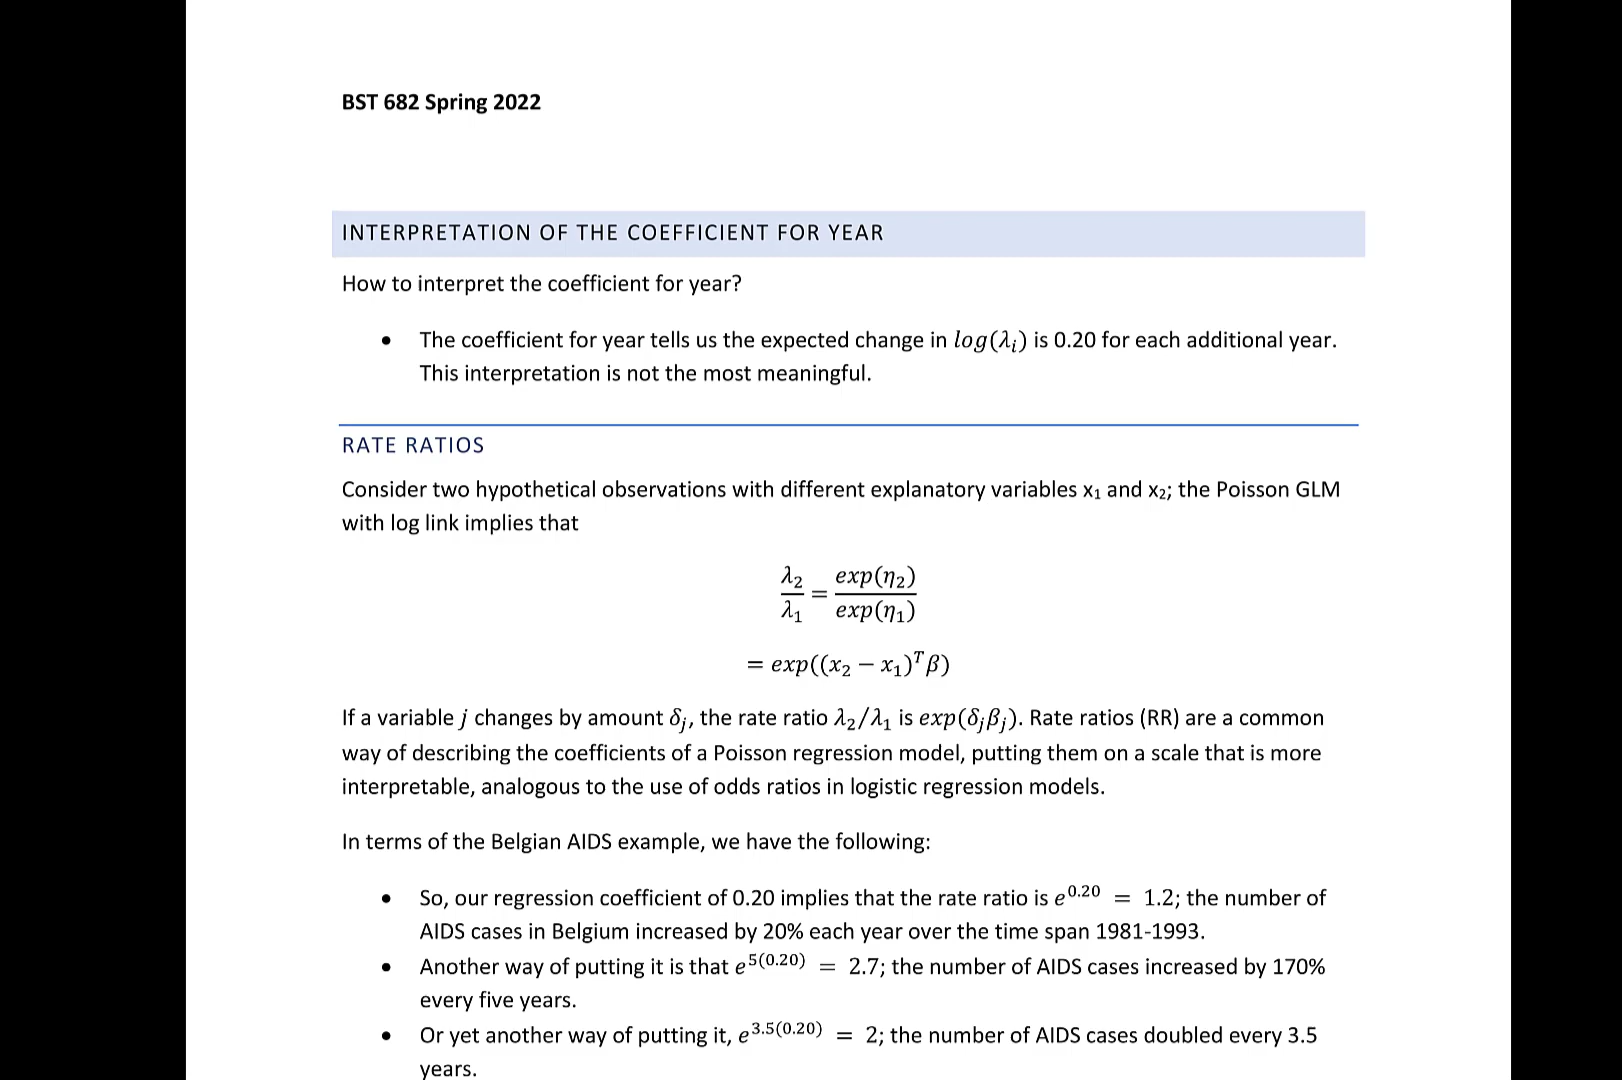 BST 682 Spring 2022
INTERPRETATION OF THE COEFFICIENT FOR YEAR
How to interpret the coefficient for year?
• The coefficient for year tells us the expected change in log(λᵢ) is 0.20 for each additional year.
This interpretation is not the most meaningful.
RATE RATIOS
Consider two hypothetical observations with different explanatory variables x₁ and x₂; the Poisson GLM
with log link implies that
λ₂/λ₁ = exp(η₂)/exp(η₁)
= exp((x₂ − x₁)ᵀβ)
If a variable j changes by amount δⱼ, the rate ratio λ₂/λ₁ is exp(δⱼβⱼ). Rate ratios (RR) are a common
way of describing the coefficients of a Poisson regression model, putting them on a scale that is more
interpretable, analogous to the use of odds ratios in logistic regression models.
In terms of the Belgian AIDS example, we have the following:
• So, our regression coefficient of 0.20 implies that the rate ratio is e^0.20 = 1.2; the number of
AIDS cases in Belgium increased by 20% each year over the time span 1981-1993.
• Another way of putting it is that e^5(0.20) = 2.7; the number of AIDS cases increased by 170%
every five years.
• Or yet another way of putting it, e^3.5(0.20) = 2; the number of AIDS cases doubled every 3.5
years.